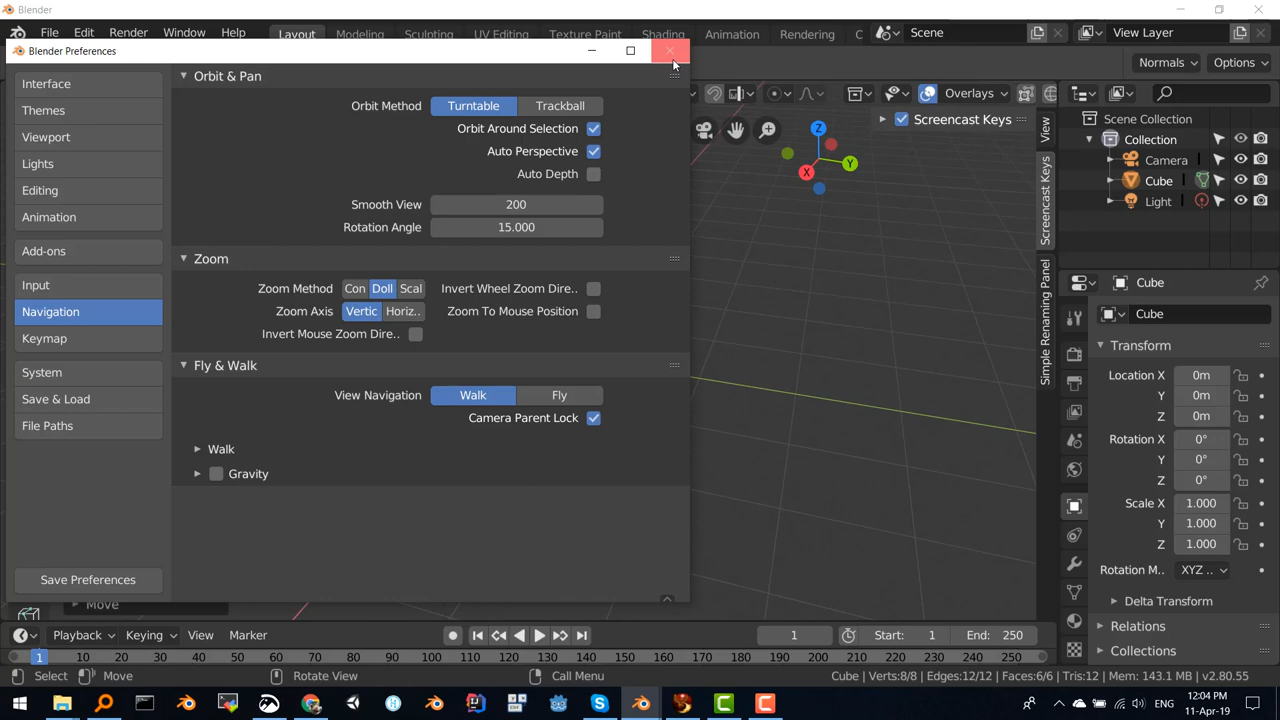 Blender
File Edit Render Window Help Layout Modeling Sculpting UV Editing Texture Paint Shading Animation Rendering C Scene View Layer
Blender Preferences
Normals Options
Overlays
Interface
Themes
Viewport
Lights
Editing
Animation
Add-ons
Input
Navigation
Keymap
System
Save & Load
File Paths
Save Preferences
Orbit & Pan
Orbit Method Turntable Trackball
Orbit Around Selection
Auto Perspective
Auto Depth
Smooth View 200
Rotation Angle 15.000
Zoom
Zoom Method Con Doll Scal Invert Wheel Zoom Dire..
Zoom Axis Vertic Horiz.. Zoom To Mouse Position
Invert Mouse Zoom Dire..
Fly & Walk
View Navigation Walk Fly
Camera Parent Lock
Walk
Gravity
Move
Screencast Keys
Z
Y
X
View
Screencast Keys
Simple Renaming Panel
Scene Collection
Collection
Camera
Cube
Light
Cube
Cube
Transform
Location X 0m
Y 0m
Z 0m
Rotation X 0°
Y 0°
Z 0°
Scale X 1.000
Y 1.000
Z 1.000
Rotation M.. XYZ ..
Delta Transform
Relations
Collections
Playback Keying View Marker 1 Start: 1 End: 250
1 10 20 30 40 50 60 70 80 90 100 110 120 130 140 150 160 170 180 190 200 210 220 230 240 250
Select Move Rotate View Call Menu Cube | Verts:8/8 | Edges:12/12 | Faces:6/6 | Tris:12 | Mem: 143.1 MB | v2.80.55
12:04 PM
11-Apr-19